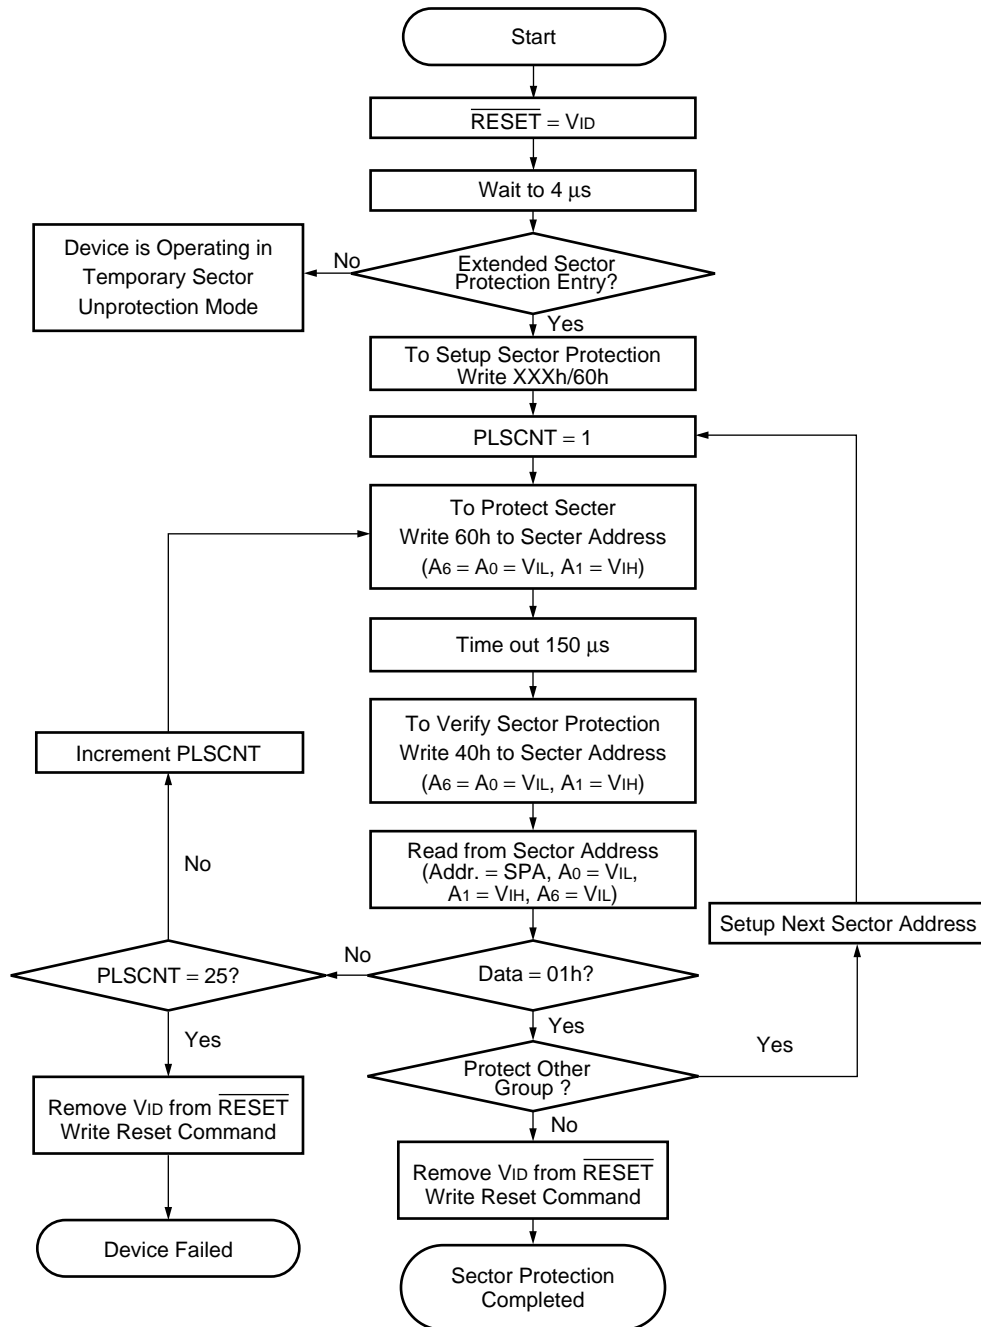 Start
RESET = VID
Wait to 4 μs
Device is Operating in
Temporary Sector
Unprotection Mode
No
Extended Sector
Protection Entry?
Yes
To Setup Sector Protection
Write XXXh/60h
PLSCNT = 1
To Protect Secter
Write 60h to Secter Address
(A6 = A0 = VIL, A1 = VIH)
Time out 150 μs
To Verify Sector Protection
Write 40h to Secter Address
(A6 = A0 = VIL, A1 = VIH)
Increment PLSCNT
No
Read from Sector Address
(Addr. = SPA, A0 = VIL,
A1 = VIH, A6 = VIL)
Setup Next Sector Address
PLSCNT = 25?
No
Data = 01h?
Yes
Yes
Yes
Protect Other
Group ?
No
Remove VID from RESET
Write Reset Command
Remove VID from RESET
Write Reset Command
Device Failed
Sector Protection
Completed